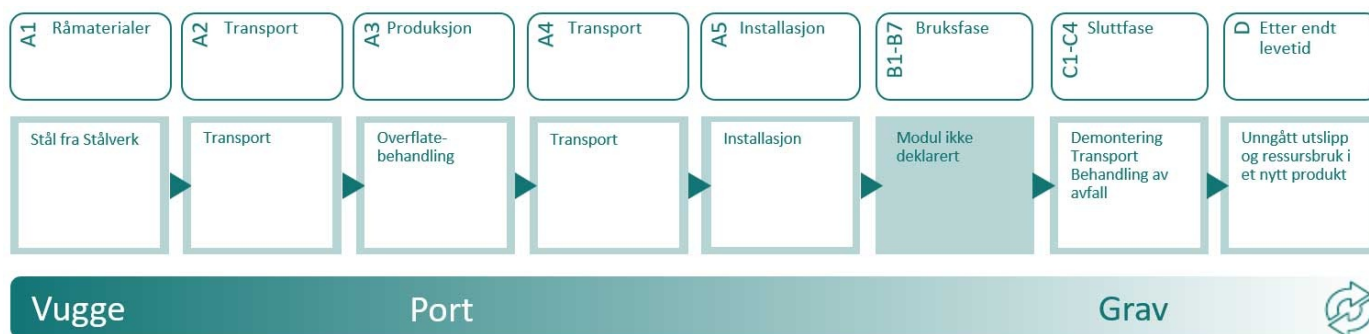 A1 Råmaterialer
A2 Transport
A3 Produksjon
A4 Transport
A5 Installasjon
B1-B7 Bruksfase
C1-C4 Sluttfase
D Etter endt
levetid
Stål fra Stålverk
Transport
Overflate-
behandling
Transport
Installasjon
Modul ikke
deklarert
Demontering
Transport
Behandling av
avfall
Unngått utslipp
og ressursbruk i
et nytt produkt
Vugge
Port
Grav